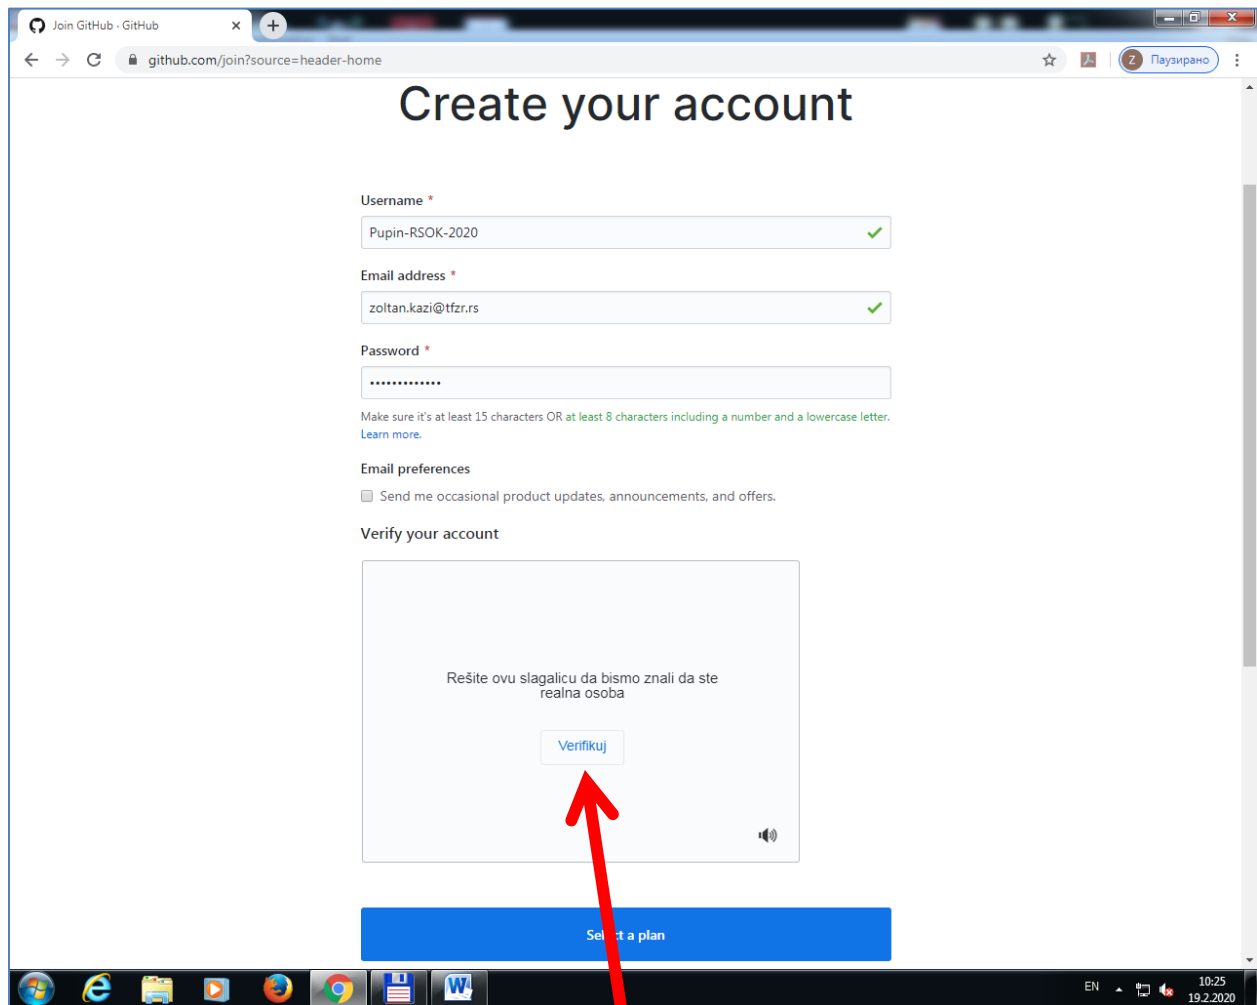 Join GitHub · GitHub
github.com/join?source=header-home
Z Паузирано
Create your account
Username *
Pupin-RSOK-2020
Email address *
zoltan.kazi@tfzr.rs
Password *
•••••••••••••
Make sure it's at least 15 characters OR at least 8 characters including a number and a lowercase letter.
Learn more.
Email preferences
Send me occasional product updates, announcements, and offers.
Verify your account
Rešite ovu slagalicu da bismo znali da ste
realna osoba
Verifikuj
Select a plan
EN
10:25
19.2.2020